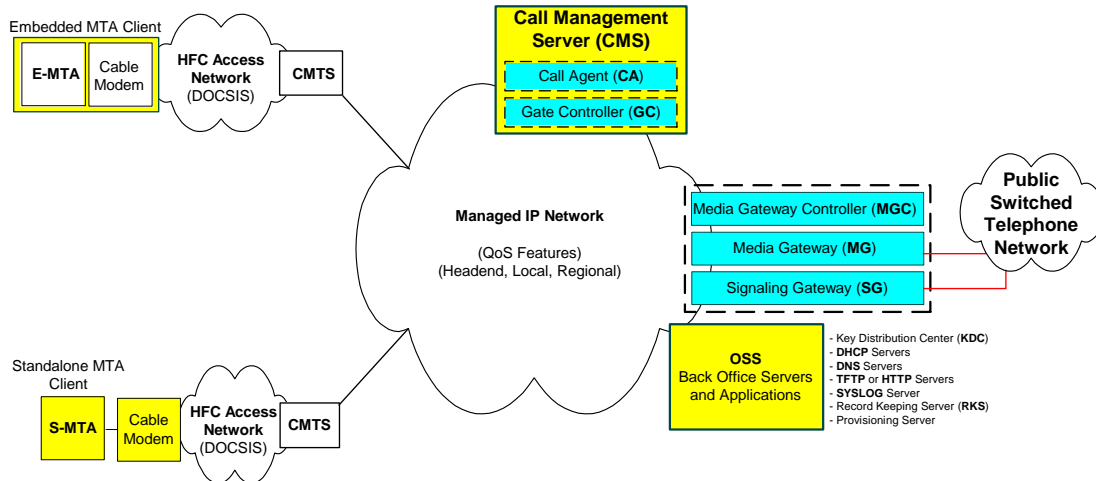 Embedded MTA Client
E-MTA
Cable
Modem
HFC Access
Network
(DOCSIS)
CMTS
Call Management
Server (CMS)
Call Agent (CA)
Gate Controller (GC)
Managed IP Network
(QoS Features)
(Headend, Local, Regional)
Media Gateway Controller (MGC)
Media Gateway (MG)
Signaling Gateway (SG)
Public
Switched
Telephone
Network
Standalone MTA
Client
S-MTA
Cable
Modem
HFC Access
Network
(DOCSIS)
CMTS
OSS
Back Office Servers
and Applications
- Key Distribution Center (KDC)
- DHCP Servers
- DNS Servers
- TFTP or HTTP Servers
- SYSLOG Server
- Record Keeping Server (RKS)
- Provisioning Server